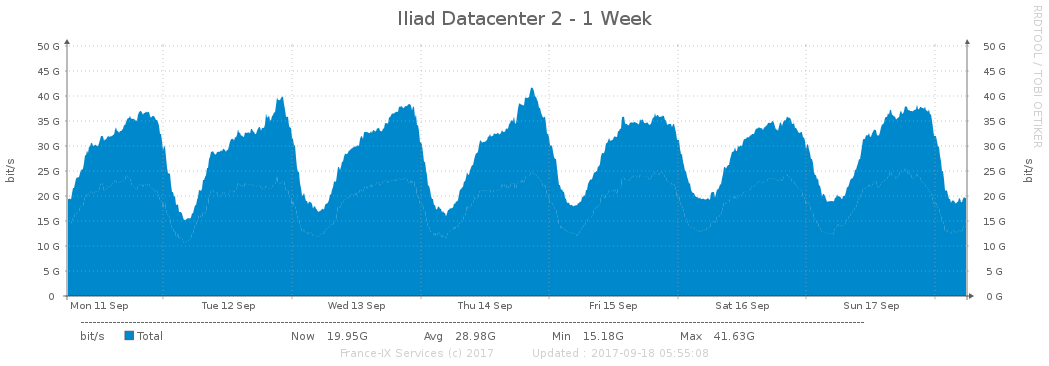 Iliad Datacenter 2 - 1 Week
RRDTOOL / TOBI OETIKER
50 G 50 G
45 G 45 G
40 G 40 G
35 G 35 G
30 G 30 G
25 G 25 G
20 G 20 G
15 G 15 G
10 G 10 G
5 G 5 G
0 0 G
bit/s
bit/s
Mon 11 Sep Tue 12 Sep Wed 13 Sep Thu 14 Sep Fri 15 Sep Sat 16 Sep Sun 17 Sep
bit/s Total Now 19.95G Avg 28.98G Min 15.18G Max 41.63G
France-IX Services (c) 2017 Updated : 2017-09-18 05:55:08